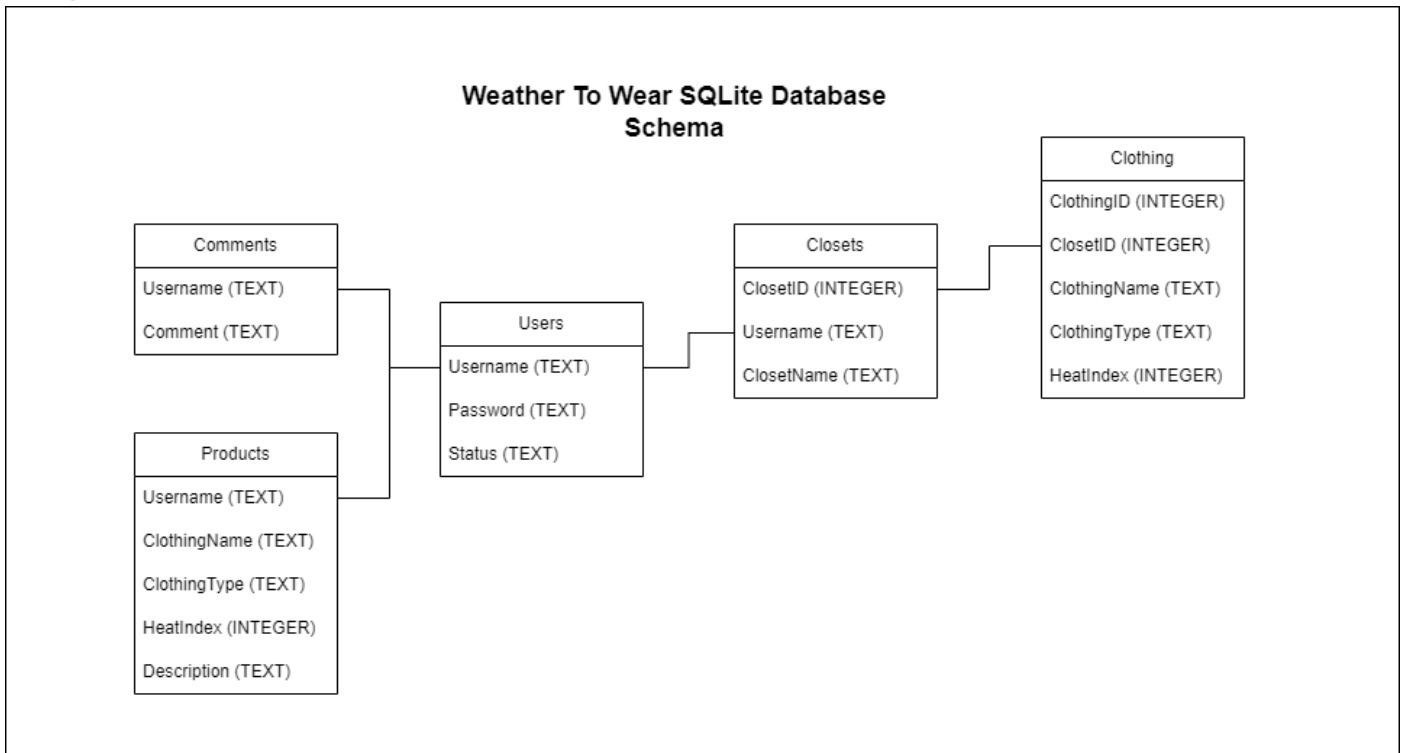 Weather To Wear SQLite Database
Schema
Comments
Username (TEXT)
Comment (TEXT)
Products
Username (TEXT)
ClothingName (TEXT)
ClothingType (TEXT)
HeatIndex (INTEGER)
Description (TEXT)
Users
Username (TEXT)
Password (TEXT)
Status (TEXT)
Closets
ClosetID (INTEGER)
Username (TEXT)
ClosetName (TEXT)
Clothing
ClothingID (INTEGER)
ClosetID (INTEGER)
ClothingName (TEXT)
ClothingType (TEXT)
HeatIndex (INTEGER)